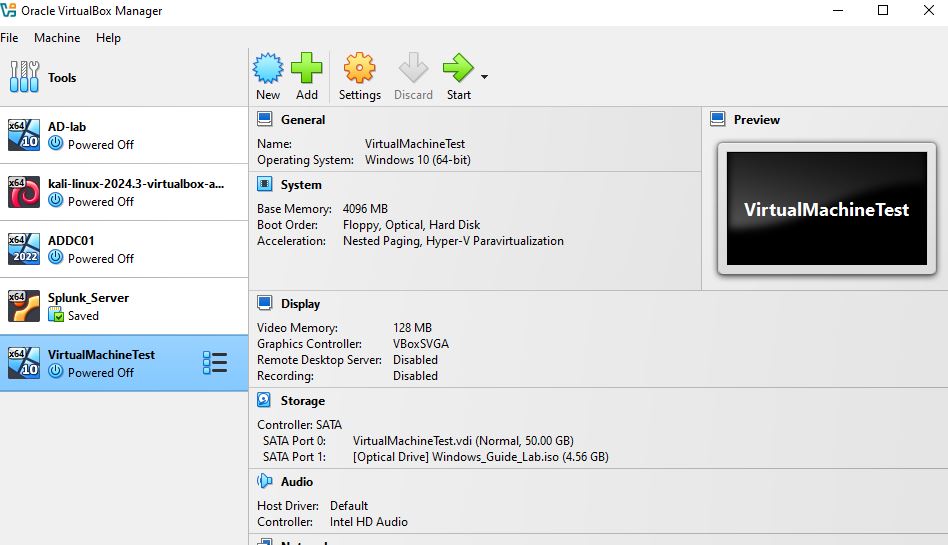 Oracle VirtualBox Manager
File Machine Help
Tools
New Add Settings Discard Start
x64 10 AD-lab
Powered Off
x64 kali-linux-2024.3-virtualbox-a...
Powered Off
x64 2022 ADDC01
Powered Off
x64 Splunk_Server
Saved
x64 10 VirtualMachineTest
Powered Off
General
Name: VirtualMachineTest
Operating System: Windows 10 (64-bit)
System
Base Memory: 4096 MB
Boot Order: Floppy, Optical, Hard Disk
Acceleration: Nested Paging, Hyper-V Paravirtualization
Preview
VirtualMachineTest
Display
Video Memory: 128 MB
Graphics Controller: VBoxSVGA
Remote Desktop Server: Disabled
Recording: Disabled
Storage
Controller: SATA
SATA Port 0: VirtualMachineTest.vdi (Normal, 50.00 GB)
SATA Port 1: [Optical Drive] Windows_Guide_Lab.iso (4.56 GB)
Audio
Host Driver: Default
Controller: Intel HD Audio